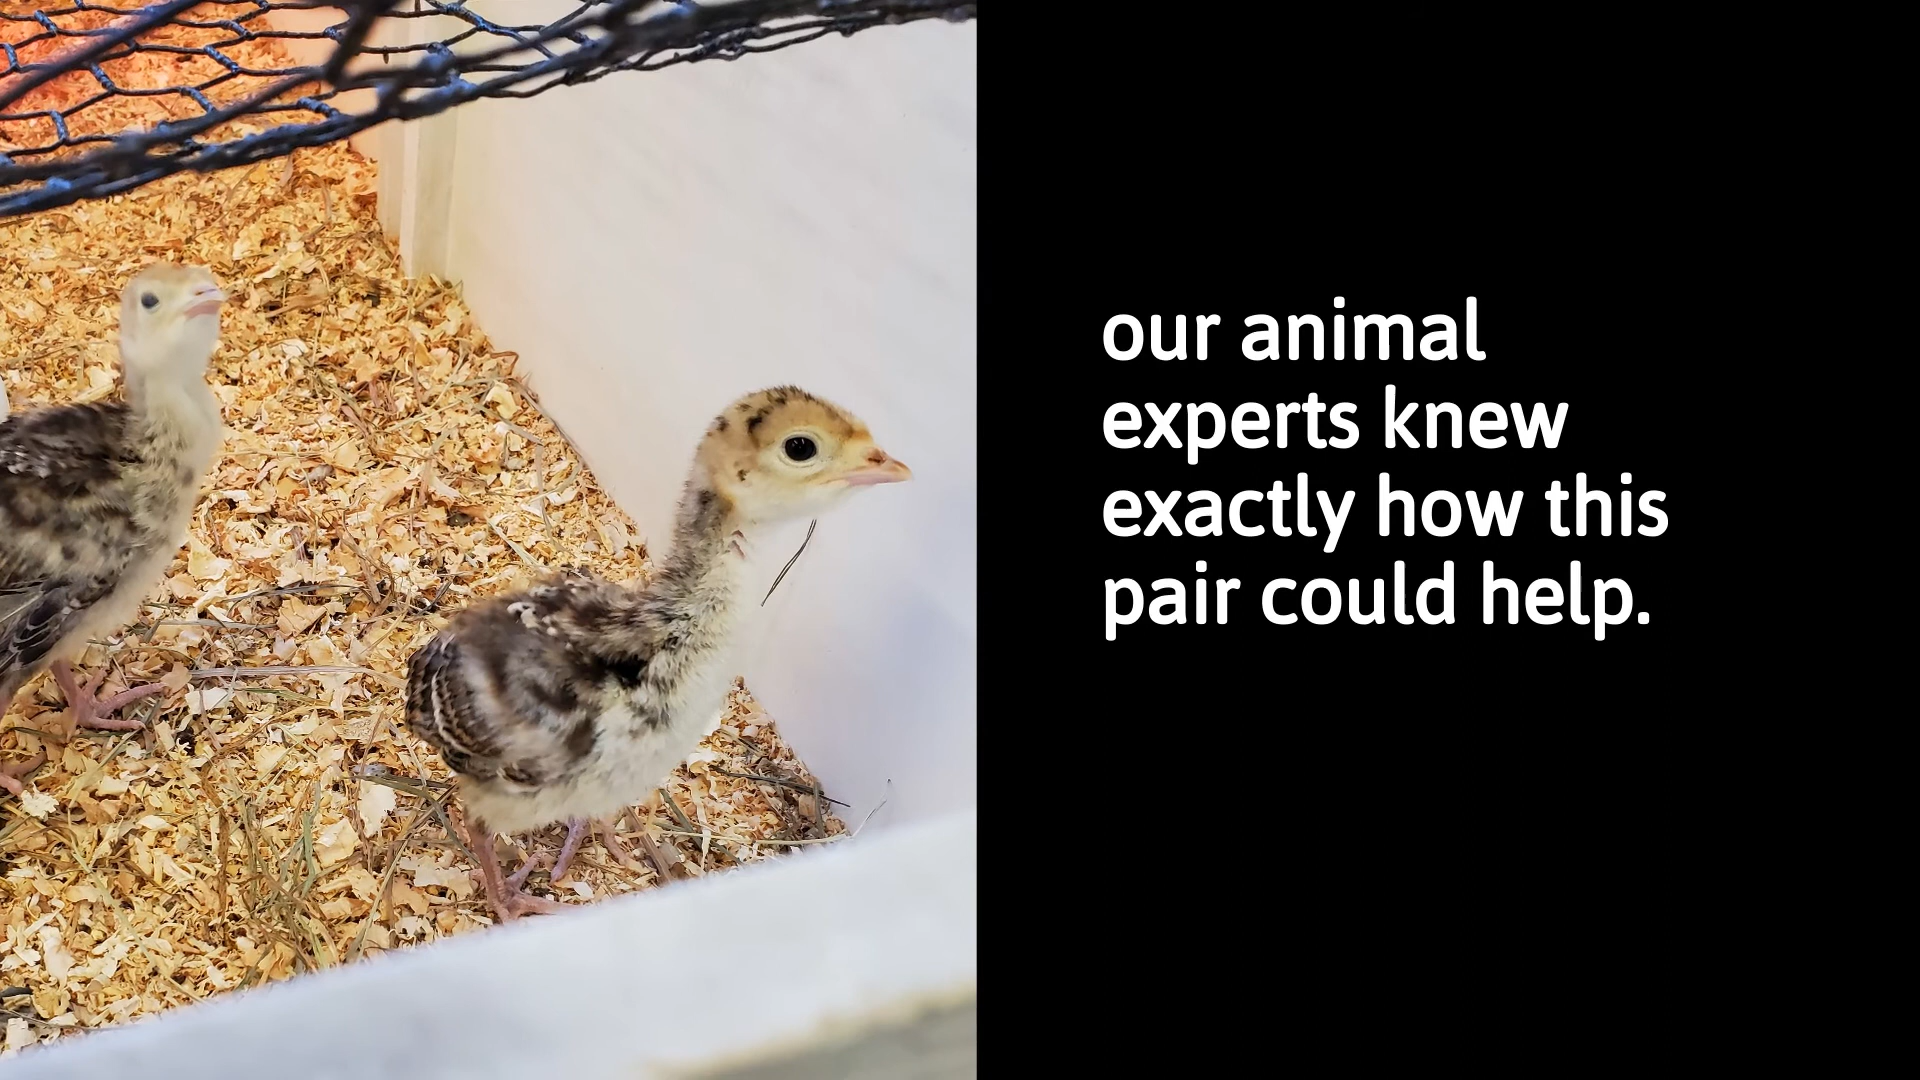 our animal
experts knew
exactly how this
pair could help.